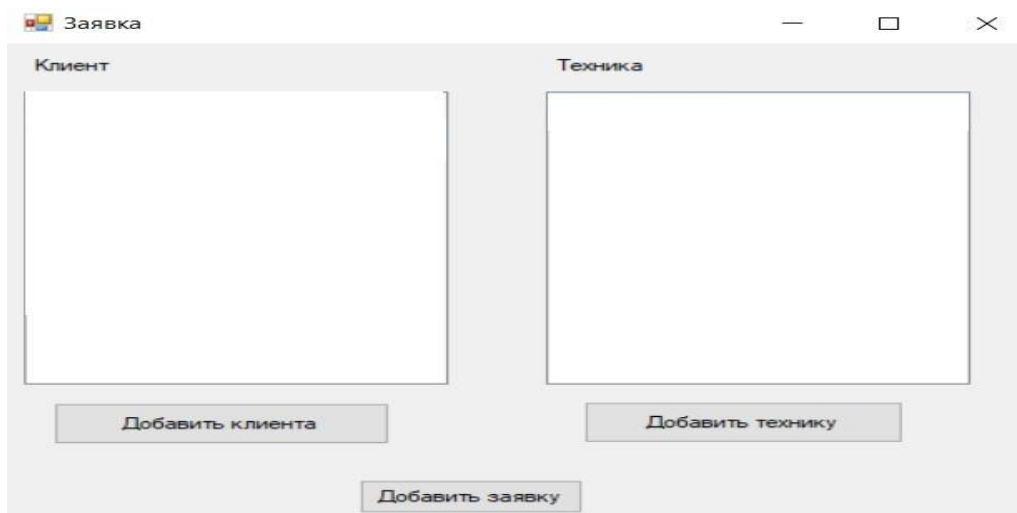 Заявка
Клиент
Техника
Добавить клиента
Добавить технику
Добавить заявку